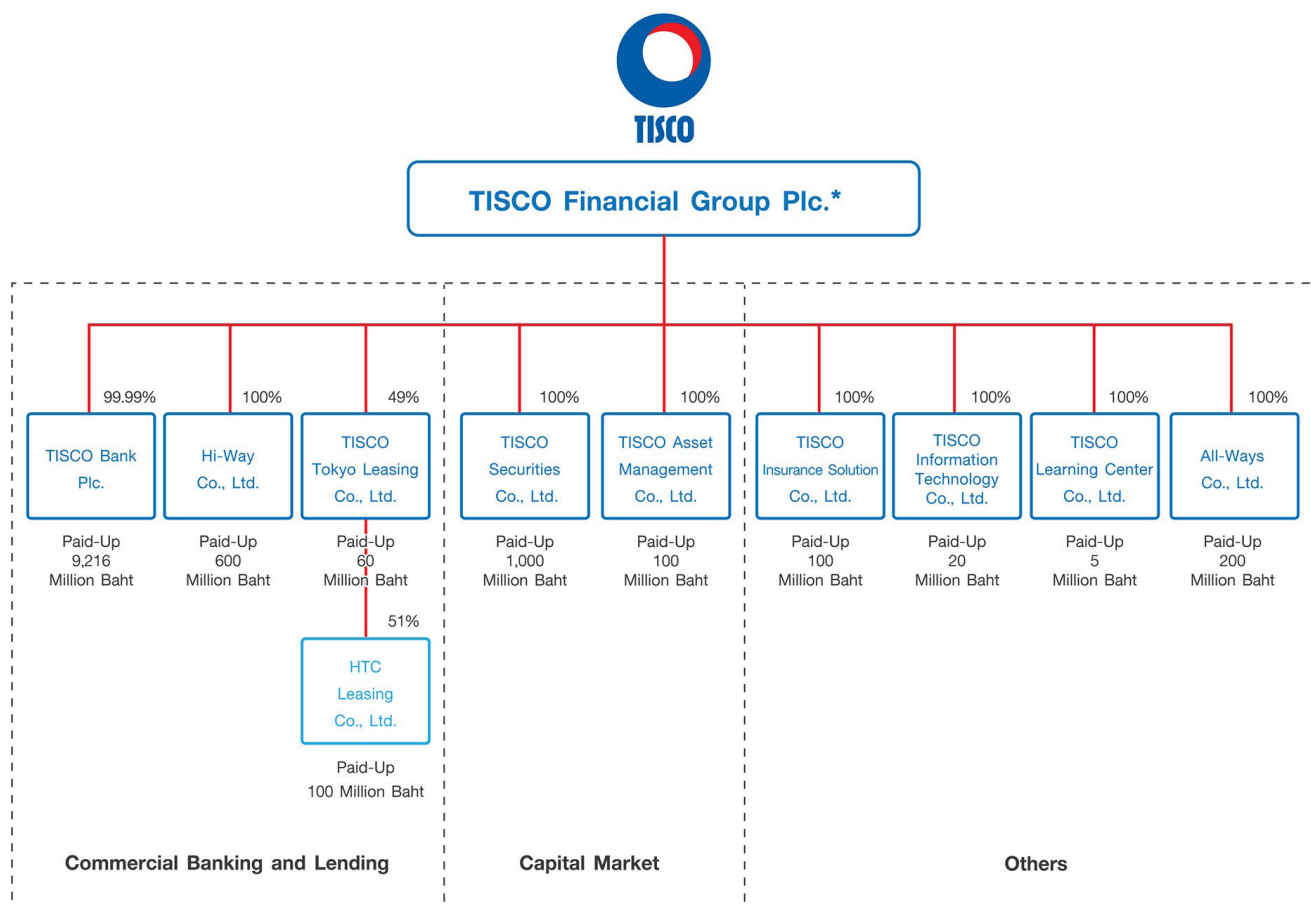 TISCO
TISCO Financial Group Plc.*
99.99%
TISCO Bank
Plc.
Paid-Up
9,216
Million Baht
100%
Hi-Way
Co., Ltd.
Paid-Up
600
Million Baht
49%
TISCO
Tokyo Leasing
Co., Ltd.
Paid-Up
60
Million Baht
51%
HTC
Leasing
Co., Ltd.
Paid-Up
100 Million Baht
Commercial Banking and Lending
100%
TISCO
Securities
Co., Ltd.
Paid-Up
1,000
Million Baht
100%
TISCO Asset
Management
Co., Ltd.
Paid-Up
100
Million Baht
Capital Market
100%
TISCO
Insurance Solution
Co., Ltd.
Paid-Up
100
Million Baht
100%
TISCO
Information
Technology
Co., Ltd.
Paid-Up
20
Million Baht
100%
TISCO
Learning Center
Co., Ltd.
Paid-Up
5
Million Baht
100%
All-Ways
Co., Ltd.
Paid-Up
200
Million Baht
Others